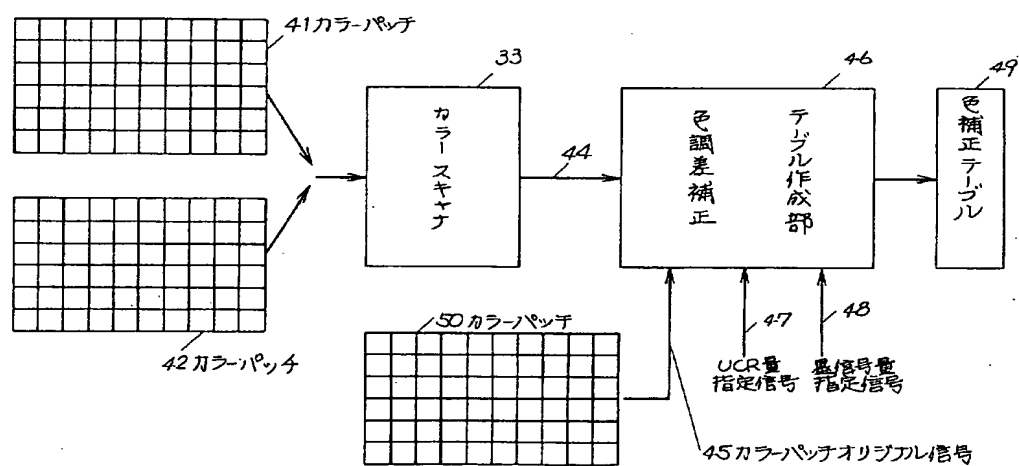 41カラーパッチ
33
カラースキャナ
44
46
色調差補正
テーブル作成部
49
色補正テーブル
42カラーパッチ
50カラーパッチ
47
UCR量
指定信号
48
墨信号量
指定信号
45カラーパッチオリジナル信号